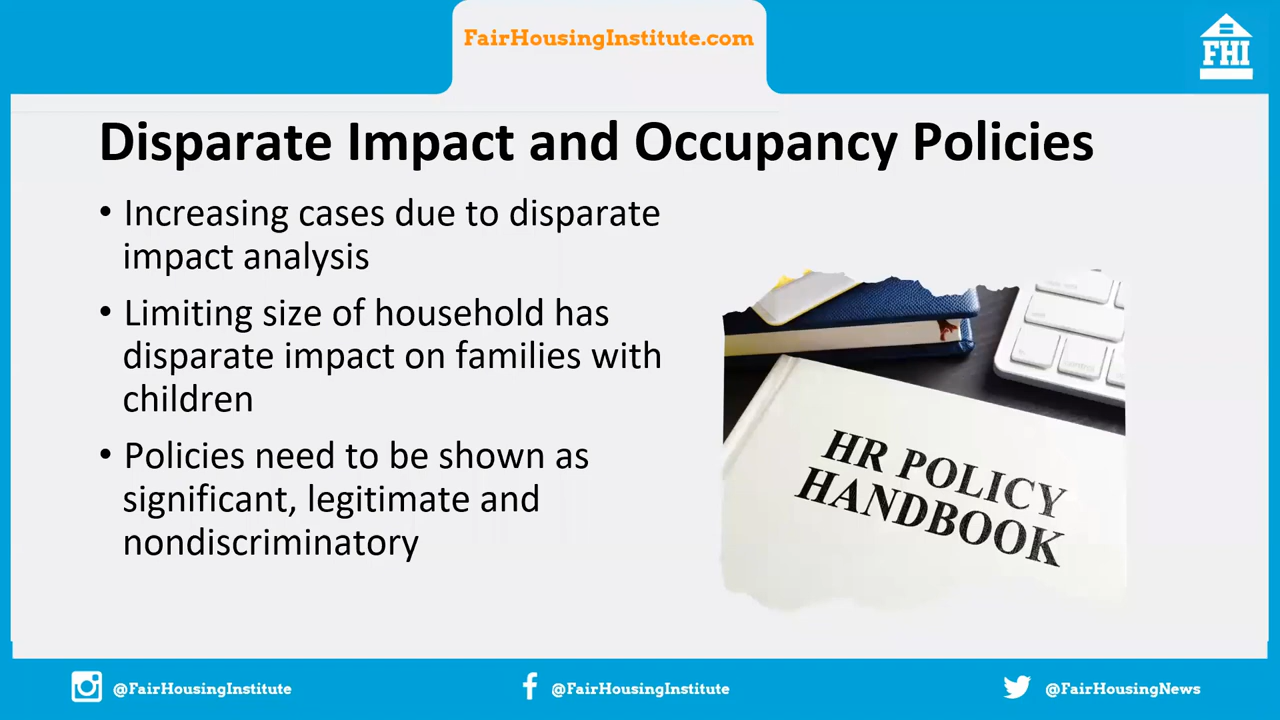 FairHousingInstitute.com
FHI
Disparate Impact and Occupancy Policies
• Increasing cases due to disparate
impact analysis
• Limiting size of household has
disparate impact on families with
children
• Policies need to be shown as
significant, legitimate and
nondiscriminatory
HR POLICY
HANDBOOK
@FairHousingInstitute
@FairHousingInstitute
@FairHousingNews